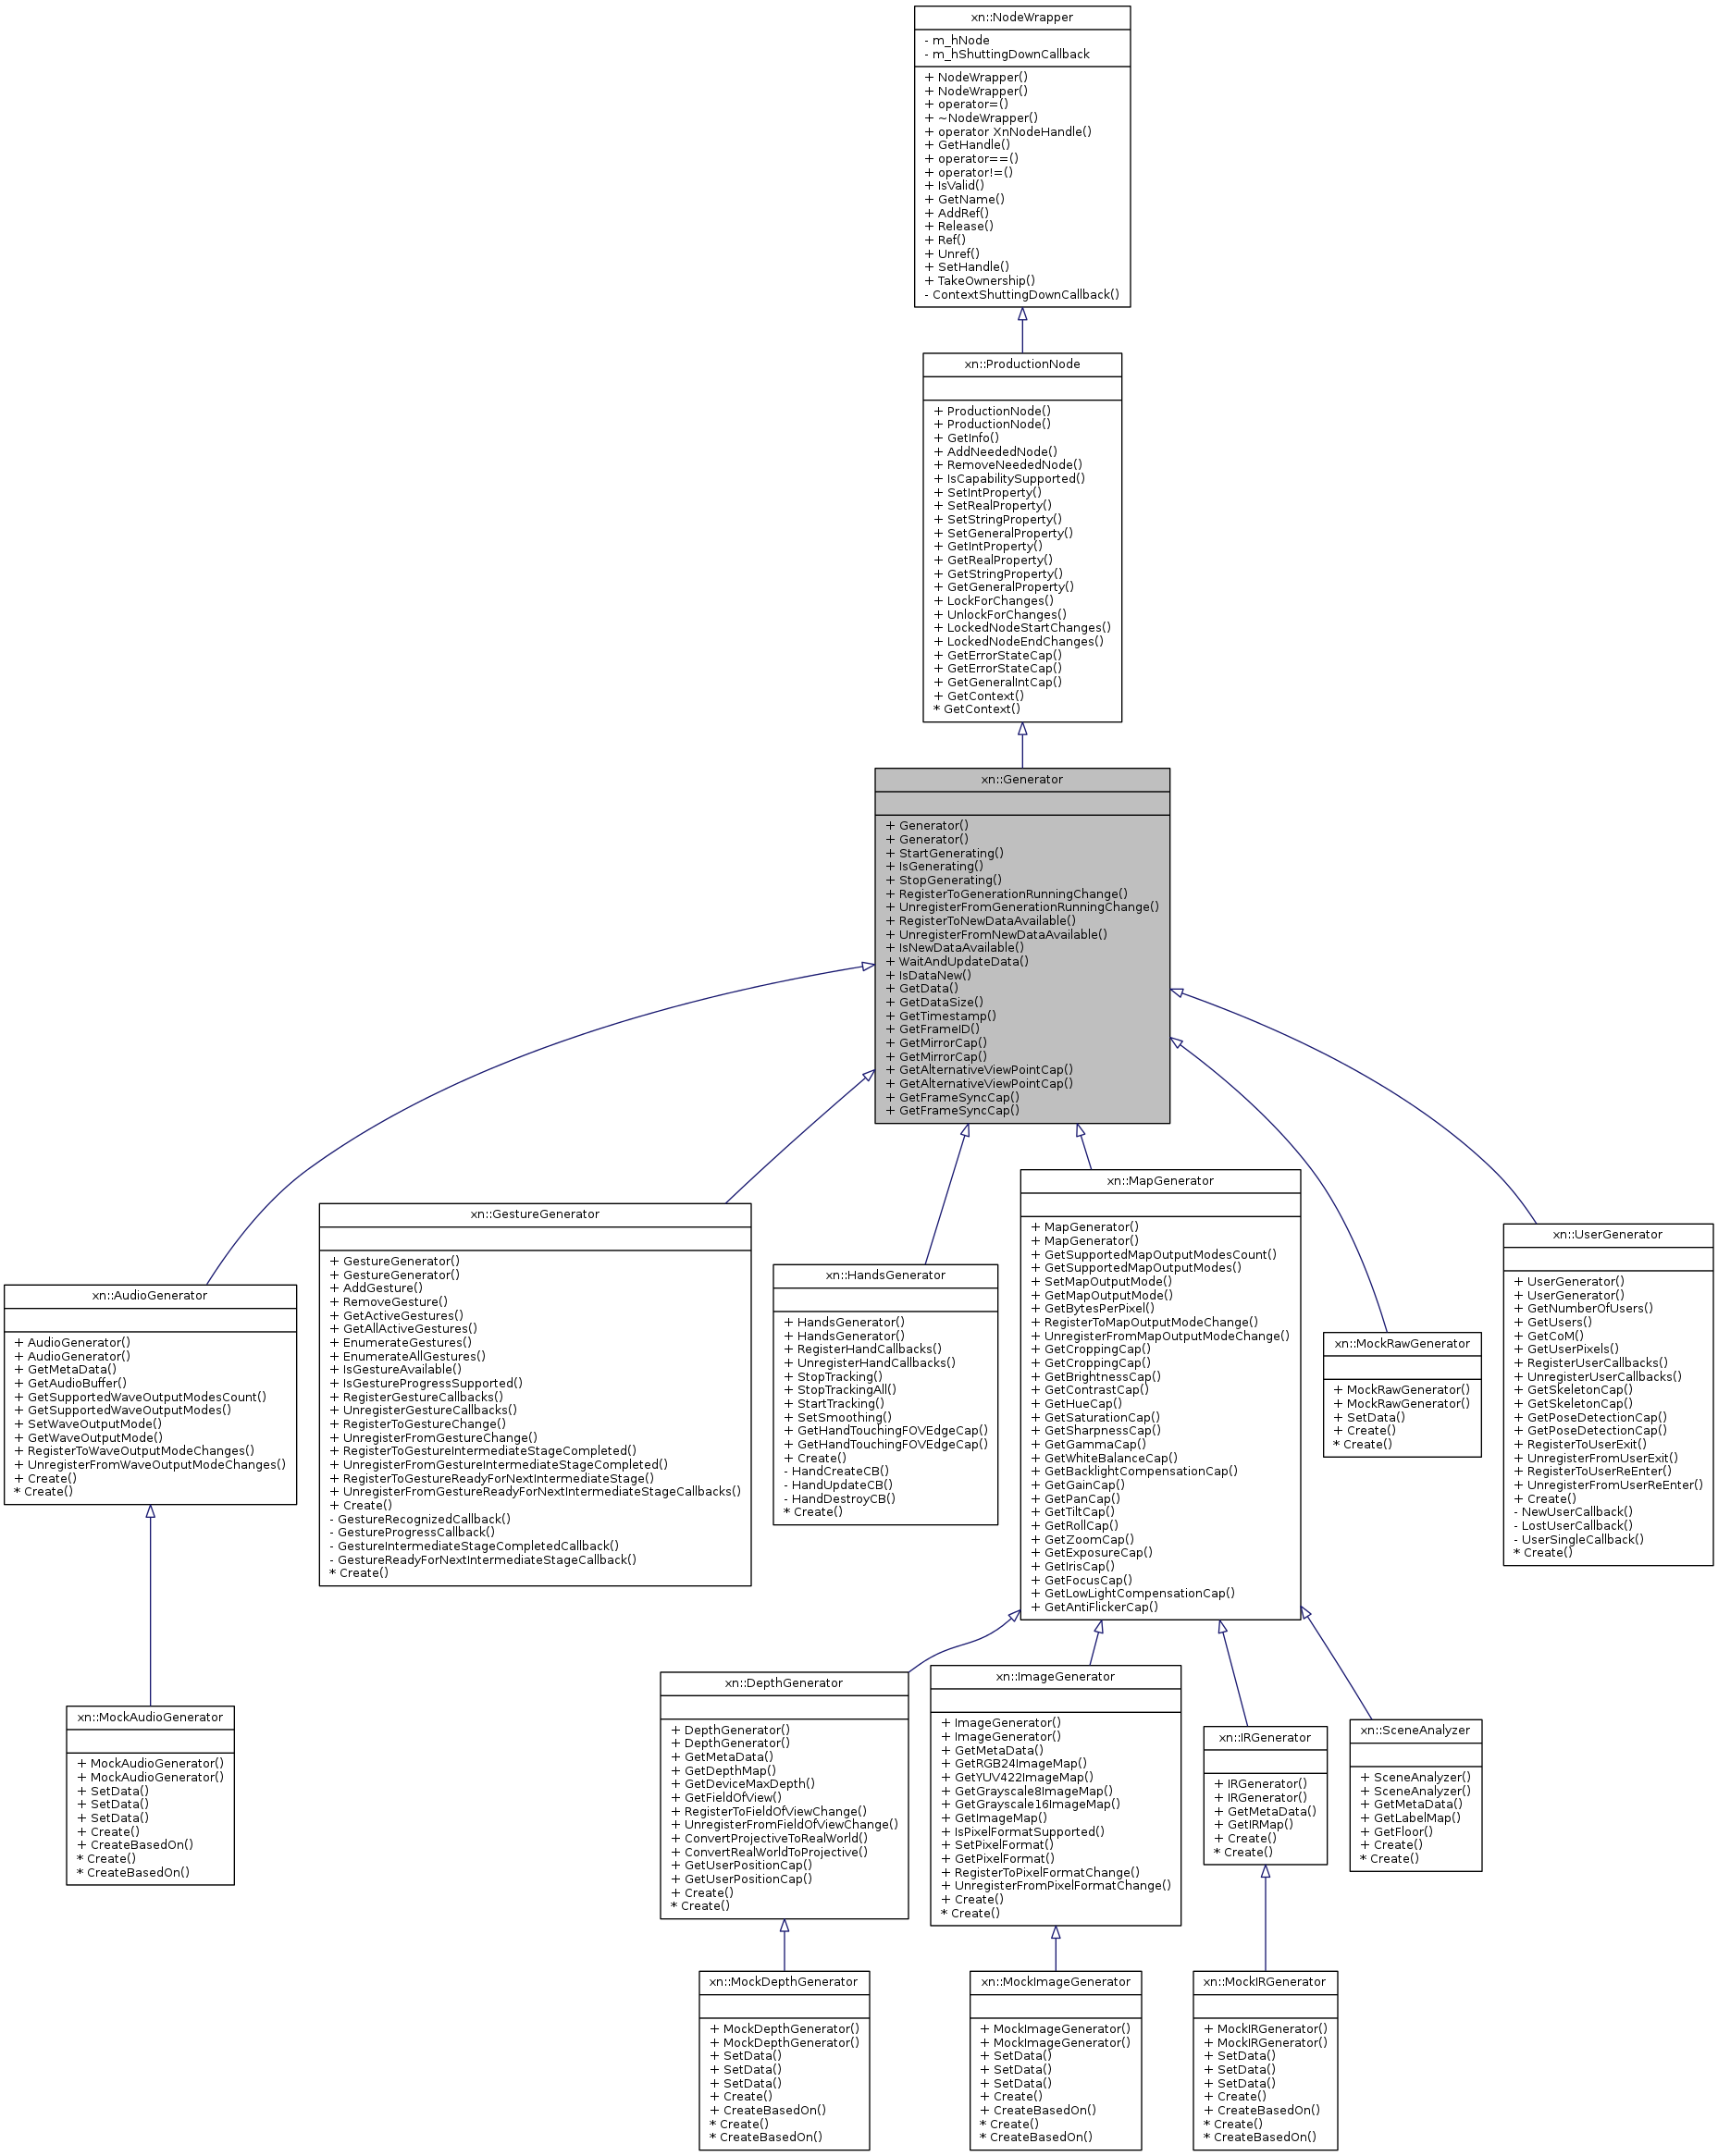 xn::NodeWrapper
- m_hNode
- m_hShuttingDownCallback
+ NodeWrapper()
+ NodeWrapper()
+ operator=()
+ ~NodeWrapper()
+ operator XnNodeHandle()
+ GetHandle()
+ operator==()
+ operator!=()
+ IsValid()
+ GetName()
+ AddRef()
+ Release()
+ Ref()
+ Unref()
+ SetHandle()
+ TakeOwnership()
- ContextShuttingDownCallback()
xn::ProductionNode
+ ProductionNode()
+ ProductionNode()
+ GetInfo()
+ AddNeededNode()
+ RemoveNeededNode()
+ IsCapabilitySupported()
+ SetIntProperty()
+ SetRealProperty()
+ SetStringProperty()
+ SetGeneralProperty()
+ GetIntProperty()
+ GetRealProperty()
+ GetStringProperty()
+ GetGeneralProperty()
+ LockForChanges()
+ UnlockForChanges()
+ LockedNodeStartChanges()
+ LockedNodeEndChanges()
+ GetErrorStateCap()
+ GetErrorStateCap()
+ GetGeneralIntCap()
+ GetContext()
* GetContext()
xn::Generator
+ Generator()
+ Generator()
+ StartGenerating()
+ IsGenerating()
+ StopGenerating()
+ RegisterToGenerationRunningChange()
+ UnregisterFromGenerationRunningChange()
+ RegisterToNewDataAvailable()
+ UnregisterFromNewDataAvailable()
+ IsNewDataAvailable()
+ WaitAndUpdateData()
+ IsDataNew()
+ GetData()
+ GetDataSize()
+ GetTimestamp()
+ GetFrameID()
+ GetMirrorCap()
+ GetMirrorCap()
+ GetAlternativeViewPointCap()
+ GetAlternativeViewPointCap()
+ GetFrameSyncCap()
+ GetFrameSyncCap()
xn::AudioGenerator
+ AudioGenerator()
+ AudioGenerator()
+ GetMetaData()
+ GetAudioBuffer()
+ GetSupportedWaveOutputModesCount()
+ GetSupportedWaveOutputModes()
+ SetWaveOutputMode()
+ GetWaveOutputMode()
+ RegisterToWaveOutputModeChanges()
+ UnregisterFromWaveOutputModeChanges()
+ Create()
* Create()
xn::GestureGenerator
+ GestureGenerator()
+ GestureGenerator()
+ AddGesture()
+ RemoveGesture()
+ GetActiveGestures()
+ GetAllActiveGestures()
+ EnumerateGestures()
+ EnumerateAllGestures()
+ IsGestureAvailable()
+ IsGestureProgressSupported()
+ RegisterGestureCallbacks()
+ UnregisterGestureCallbacks()
+ RegisterToGestureChange()
+ UnregisterFromGestureChange()
+ RegisterToGestureIntermediateStageCompleted()
+ UnregisterFromGestureIntermediateStageCompleted()
+ RegisterToGestureReadyForNextIntermediateStage()
+ UnregisterFromGestureReadyForNextIntermediateStageCallbacks()
+ Create()
- GestureRecognizedCallback()
- GestureProgressCallback()
- GestureIntermediateStageCompletedCallback()
- GestureReadyForNextIntermediateStageCallback()
* Create()
xn::HandsGenerator
+ HandsGenerator()
+ HandsGenerator()
+ RegisterHandCallbacks()
+ UnregisterHandCallbacks()
+ StopTracking()
+ StopTrackingAll()
+ StartTracking()
+ SetSmoothing()
+ GetHandTouchingFOVEdgeCap()
+ GetHandTouchingFOVEdgeCap()
+ Create()
- HandCreateCB()
- HandUpdateCB()
- HandDestroyCB()
* Create()
xn::MapGenerator
+ MapGenerator()
+ MapGenerator()
+ GetSupportedMapOutputModesCount()
+ GetSupportedMapOutputModes()
+ SetMapOutputMode()
+ GetMapOutputMode()
+ GetBytesPerPixel()
+ RegisterToMapOutputModeChange()
+ UnregisterFromMapOutputModeChange()
+ GetCroppingCap()
+ GetCroppingCap()
+ GetBrightnessCap()
+ GetContrastCap()
+ GetHueCap()
+ GetSaturationCap()
+ GetSharpnessCap()
+ GetGammaCap()
+ GetWhiteBalanceCap()
+ GetBacklightCompensationCap()
+ GetGainCap()
+ GetPanCap()
+ GetTiltCap()
+ GetRollCap()
+ GetZoomCap()
+ GetExposureCap()
+ GetIrisCap()
+ GetFocusCap()
+ GetLowLightCompensationCap()
+ GetAntiFlickerCap()
xn::MockRawGenerator
+ MockRawGenerator()
+ MockRawGenerator()
+ SetData()
+ Create()
* Create()
xn::UserGenerator
+ UserGenerator()
+ UserGenerator()
+ GetNumberOfUsers()
+ GetUsers()
+ GetCoM()
+ GetUserPixels()
+ RegisterUserCallbacks()
+ UnregisterUserCallbacks()
+ GetSkeletonCap()
+ GetSkeletonCap()
+ GetPoseDetectionCap()
+ GetPoseDetectionCap()
+ RegisterToUserExit()
+ UnregisterFromUserExit()
+ RegisterToUserReEnter()
+ UnregisterFromUserReEnter()
+ Create()
- NewUserCallback()
- LostUserCallback()
- UserSingleCallback()
* Create()
xn::MockAudioGenerator
+ MockAudioGenerator()
+ MockAudioGenerator()
+ SetData()
+ SetData()
+ SetData()
+ Create()
+ CreateBasedOn()
* Create()
* CreateBasedOn()
xn::DepthGenerator
+ DepthGenerator()
+ DepthGenerator()
+ GetMetaData()
+ GetDepthMap()
+ GetDeviceMaxDepth()
+ GetFieldOfView()
+ RegisterToFieldOfViewChange()
+ UnregisterFromFieldOfViewChange()
+ ConvertProjectiveToRealWorld()
+ ConvertRealWorldToProjective()
+ GetUserPositionCap()
+ GetUserPositionCap()
+ Create()
* Create()
xn::ImageGenerator
+ ImageGenerator()
+ ImageGenerator()
+ GetMetaData()
+ GetRGB24ImageMap()
+ GetYUV422ImageMap()
+ GetGrayscale8ImageMap()
+ GetGrayscale16ImageMap()
+ GetImageMap()
+ IsPixelFormatSupported()
+ SetPixelFormat()
+ GetPixelFormat()
+ RegisterToPixelFormatChange()
+ UnregisterFromPixelFormatChange()
+ Create()
* Create()
xn::IRGenerator
+ IRGenerator()
+ IRGenerator()
+ GetMetaData()
+ GetIRMap()
+ Create()
* Create()
xn::SceneAnalyzer
+ SceneAnalyzer()
+ SceneAnalyzer()
+ GetMetaData()
+ GetLabelMap()
+ GetFloor()
+ Create()
* Create()
xn::MockDepthGenerator
+ MockDepthGenerator()
+ MockDepthGenerator()
+ SetData()
+ SetData()
+ SetData()
+ Create()
+ CreateBasedOn()
* Create()
* CreateBasedOn()
xn::MockImageGenerator
+ MockImageGenerator()
+ MockImageGenerator()
+ SetData()
+ SetData()
+ SetData()
+ Create()
+ CreateBasedOn()
* Create()
* CreateBasedOn()
xn::MockIRGenerator
+ MockIRGenerator()
+ MockIRGenerator()
+ SetData()
+ SetData()
+ SetData()
+ Create()
+ CreateBasedOn()
* Create()
* CreateBasedOn()